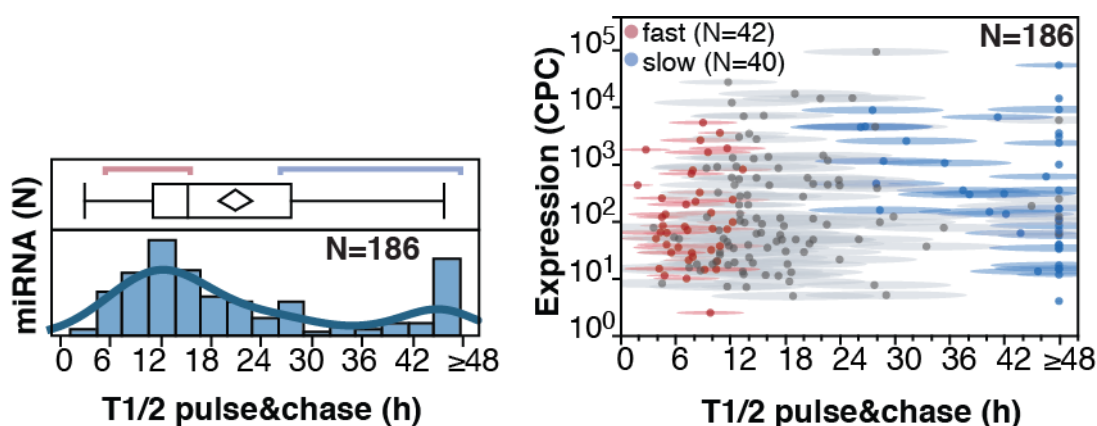 miRNA (N)
N=186
0 6 12 18 24 30 36 42 ≥48
T1/2 pulse&chase (h)
Expression (CPC)
10^5
10^4
10^3
10^2
10^1
10^0
fast (N=42)
slow (N=40)
N=186
0 6 12 18 24 30 36 42 ≥48
T1/2 pulse&chase (h)